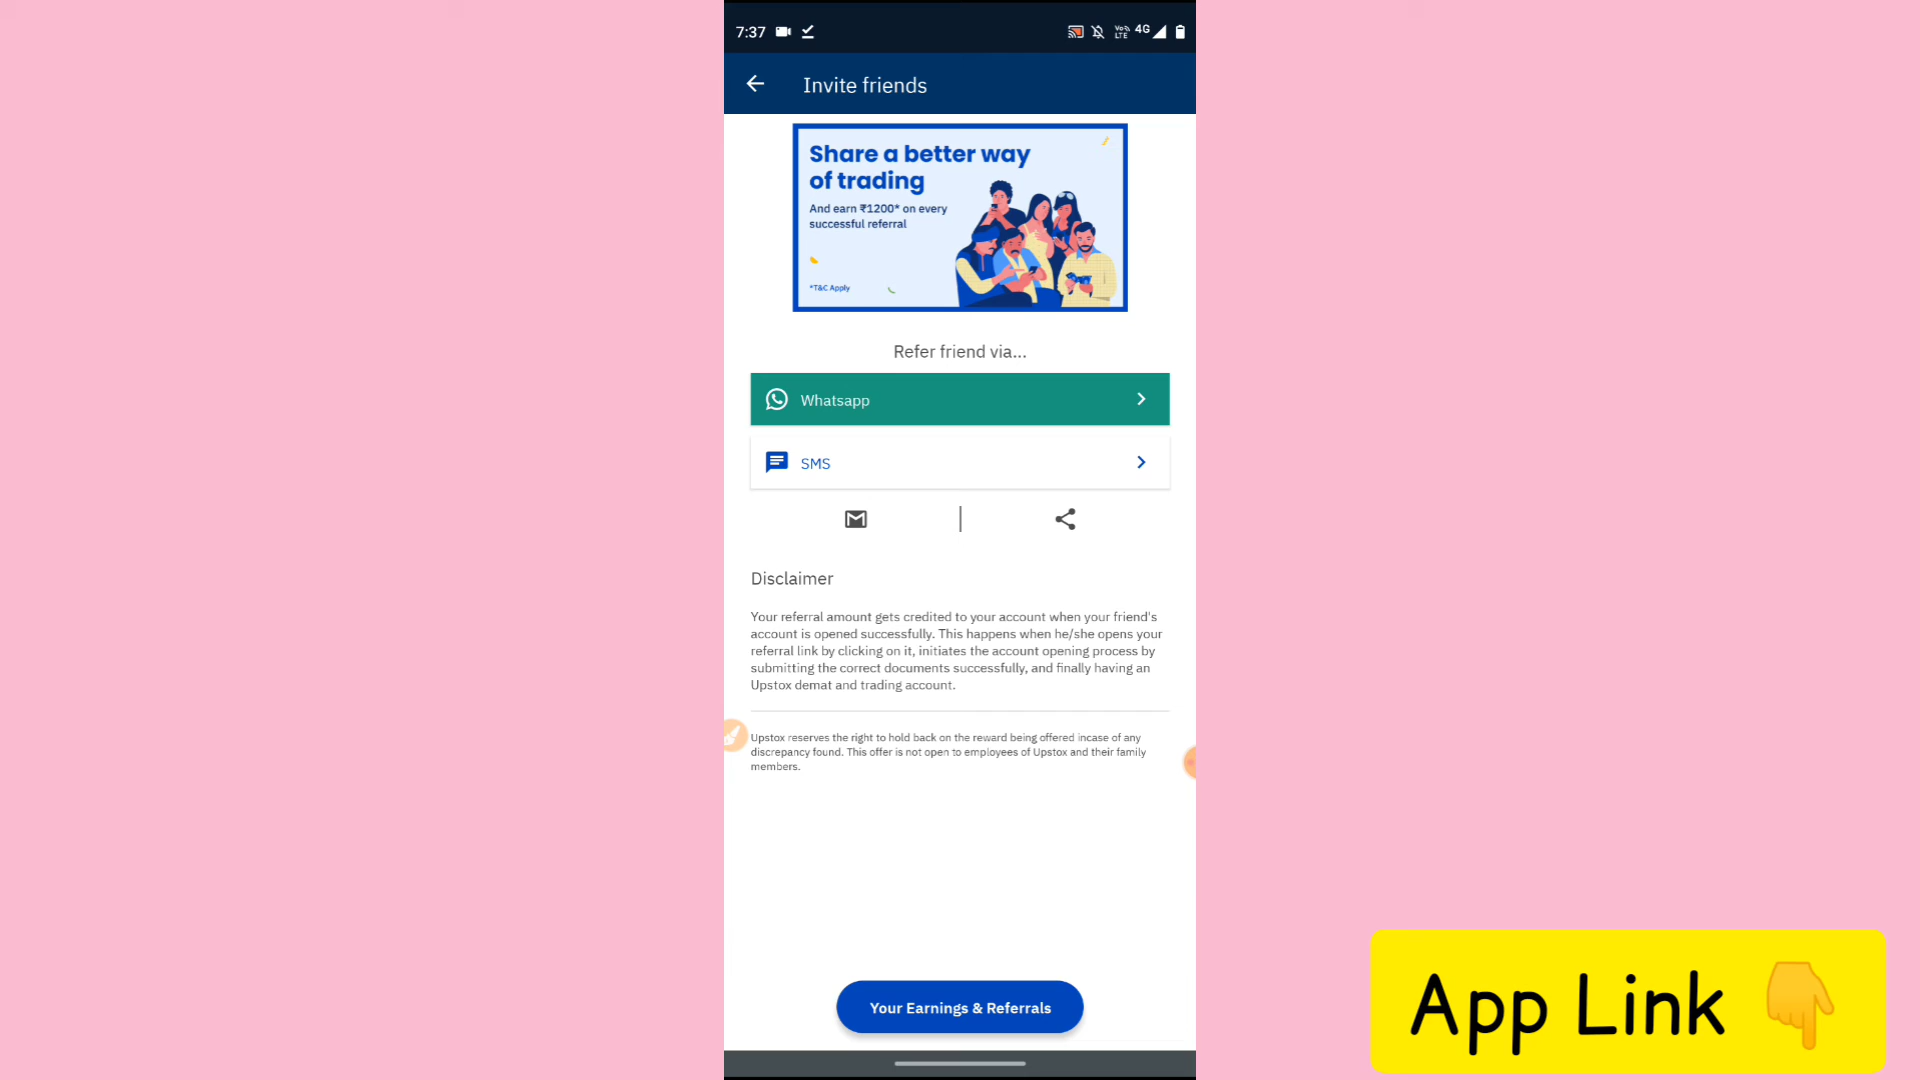 7:37
Vo)) LTE 4G
Invite friends
Share a better way
of trading
And earn ₹1200* on every
successful referral
*T&C Apply
Refer friend via...
Whatsapp
SMS
Disclaimer
Your referral amount gets credited to your account when your friend's
account is opened successfully. This happens when he/she opens your
referral link by clicking on it, initiates the account opening process by
submitting the correct documents successfully, and finally having an
Upstox demat and trading account.
Upstox reserves the right to hold back on the reward being offered incase of any
discrepancy found. This offer is not open to employees of Upstox and their family
members.
Your Earnings & Referrals
App Link 👇